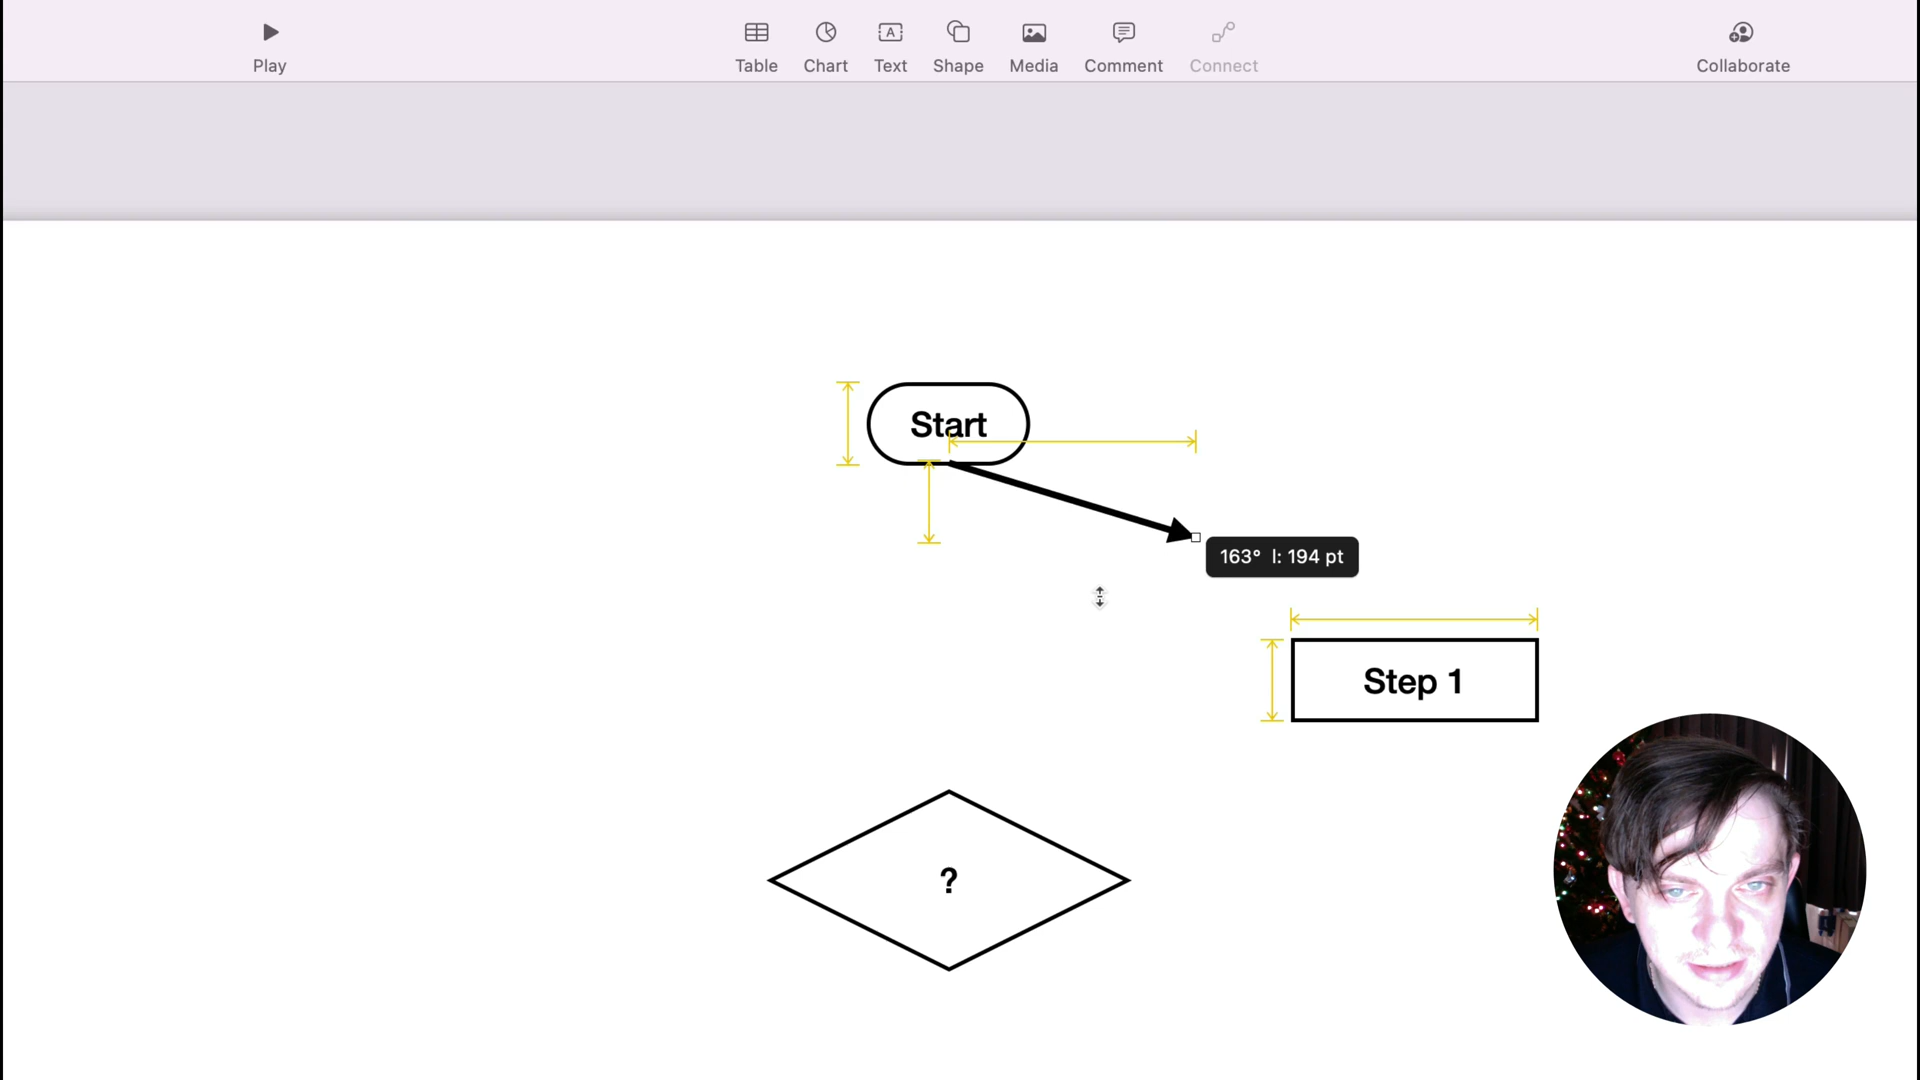 Play
Table
Chart
Text
Shape
Media
Comment
Connect
Collaborate
Start
163° l: 194 pt
Step 1
?